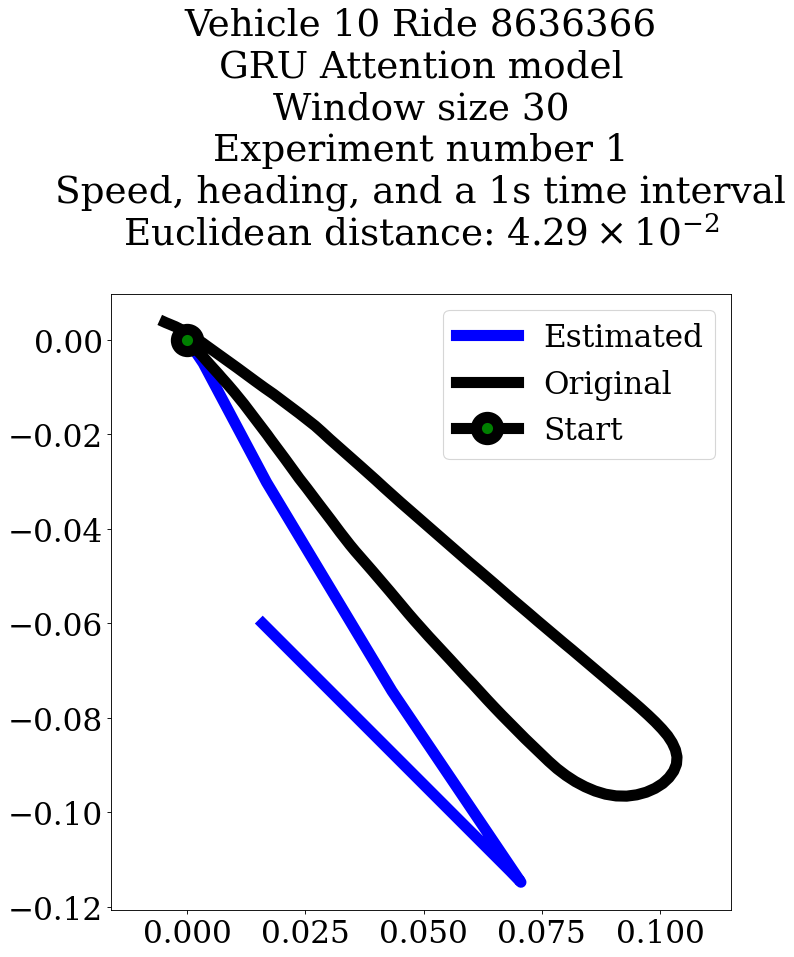 Vehicle 10 Ride 8636366
GRU Attention model
Window size 30
Experiment number 1
Speed, heading, and a 1s time interval
Euclidean distance: 4.29 × 10⁻²
Estimated
Original
Start
0.00
−0.02
−0.04
−0.06
−0.08
−0.10
−0.12
0.000 0.025 0.050 0.075 0.100